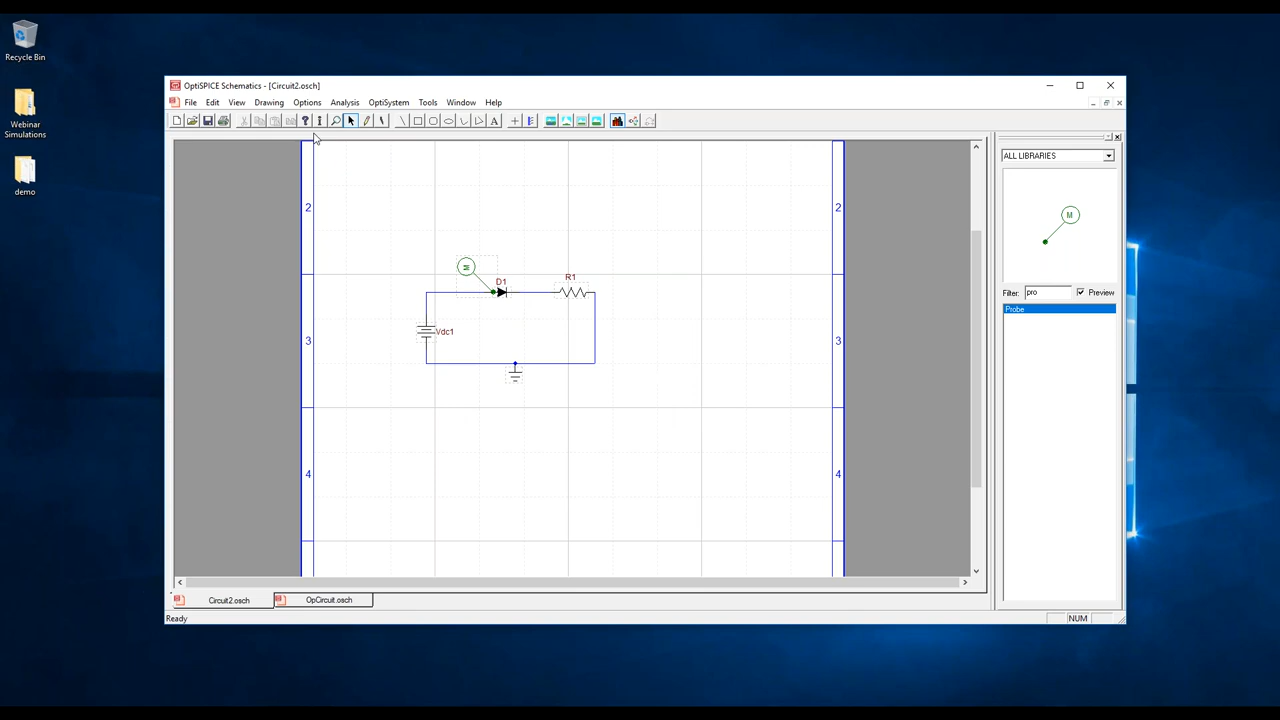 Recycle Bin
Webinar
Simulations
demo
OptiSPICE Schematics - [Circuit2.osch]
File Edit View Drawing Options Analysis OptiSystem Tools Window Help
A
ALL LIBRARIES
M
Filter: pro Preview
Probe
2 2
M
D1 R1
Vdc1
3 3
4 4
Circuit2.osch OpCircuit.osch
Ready NUM